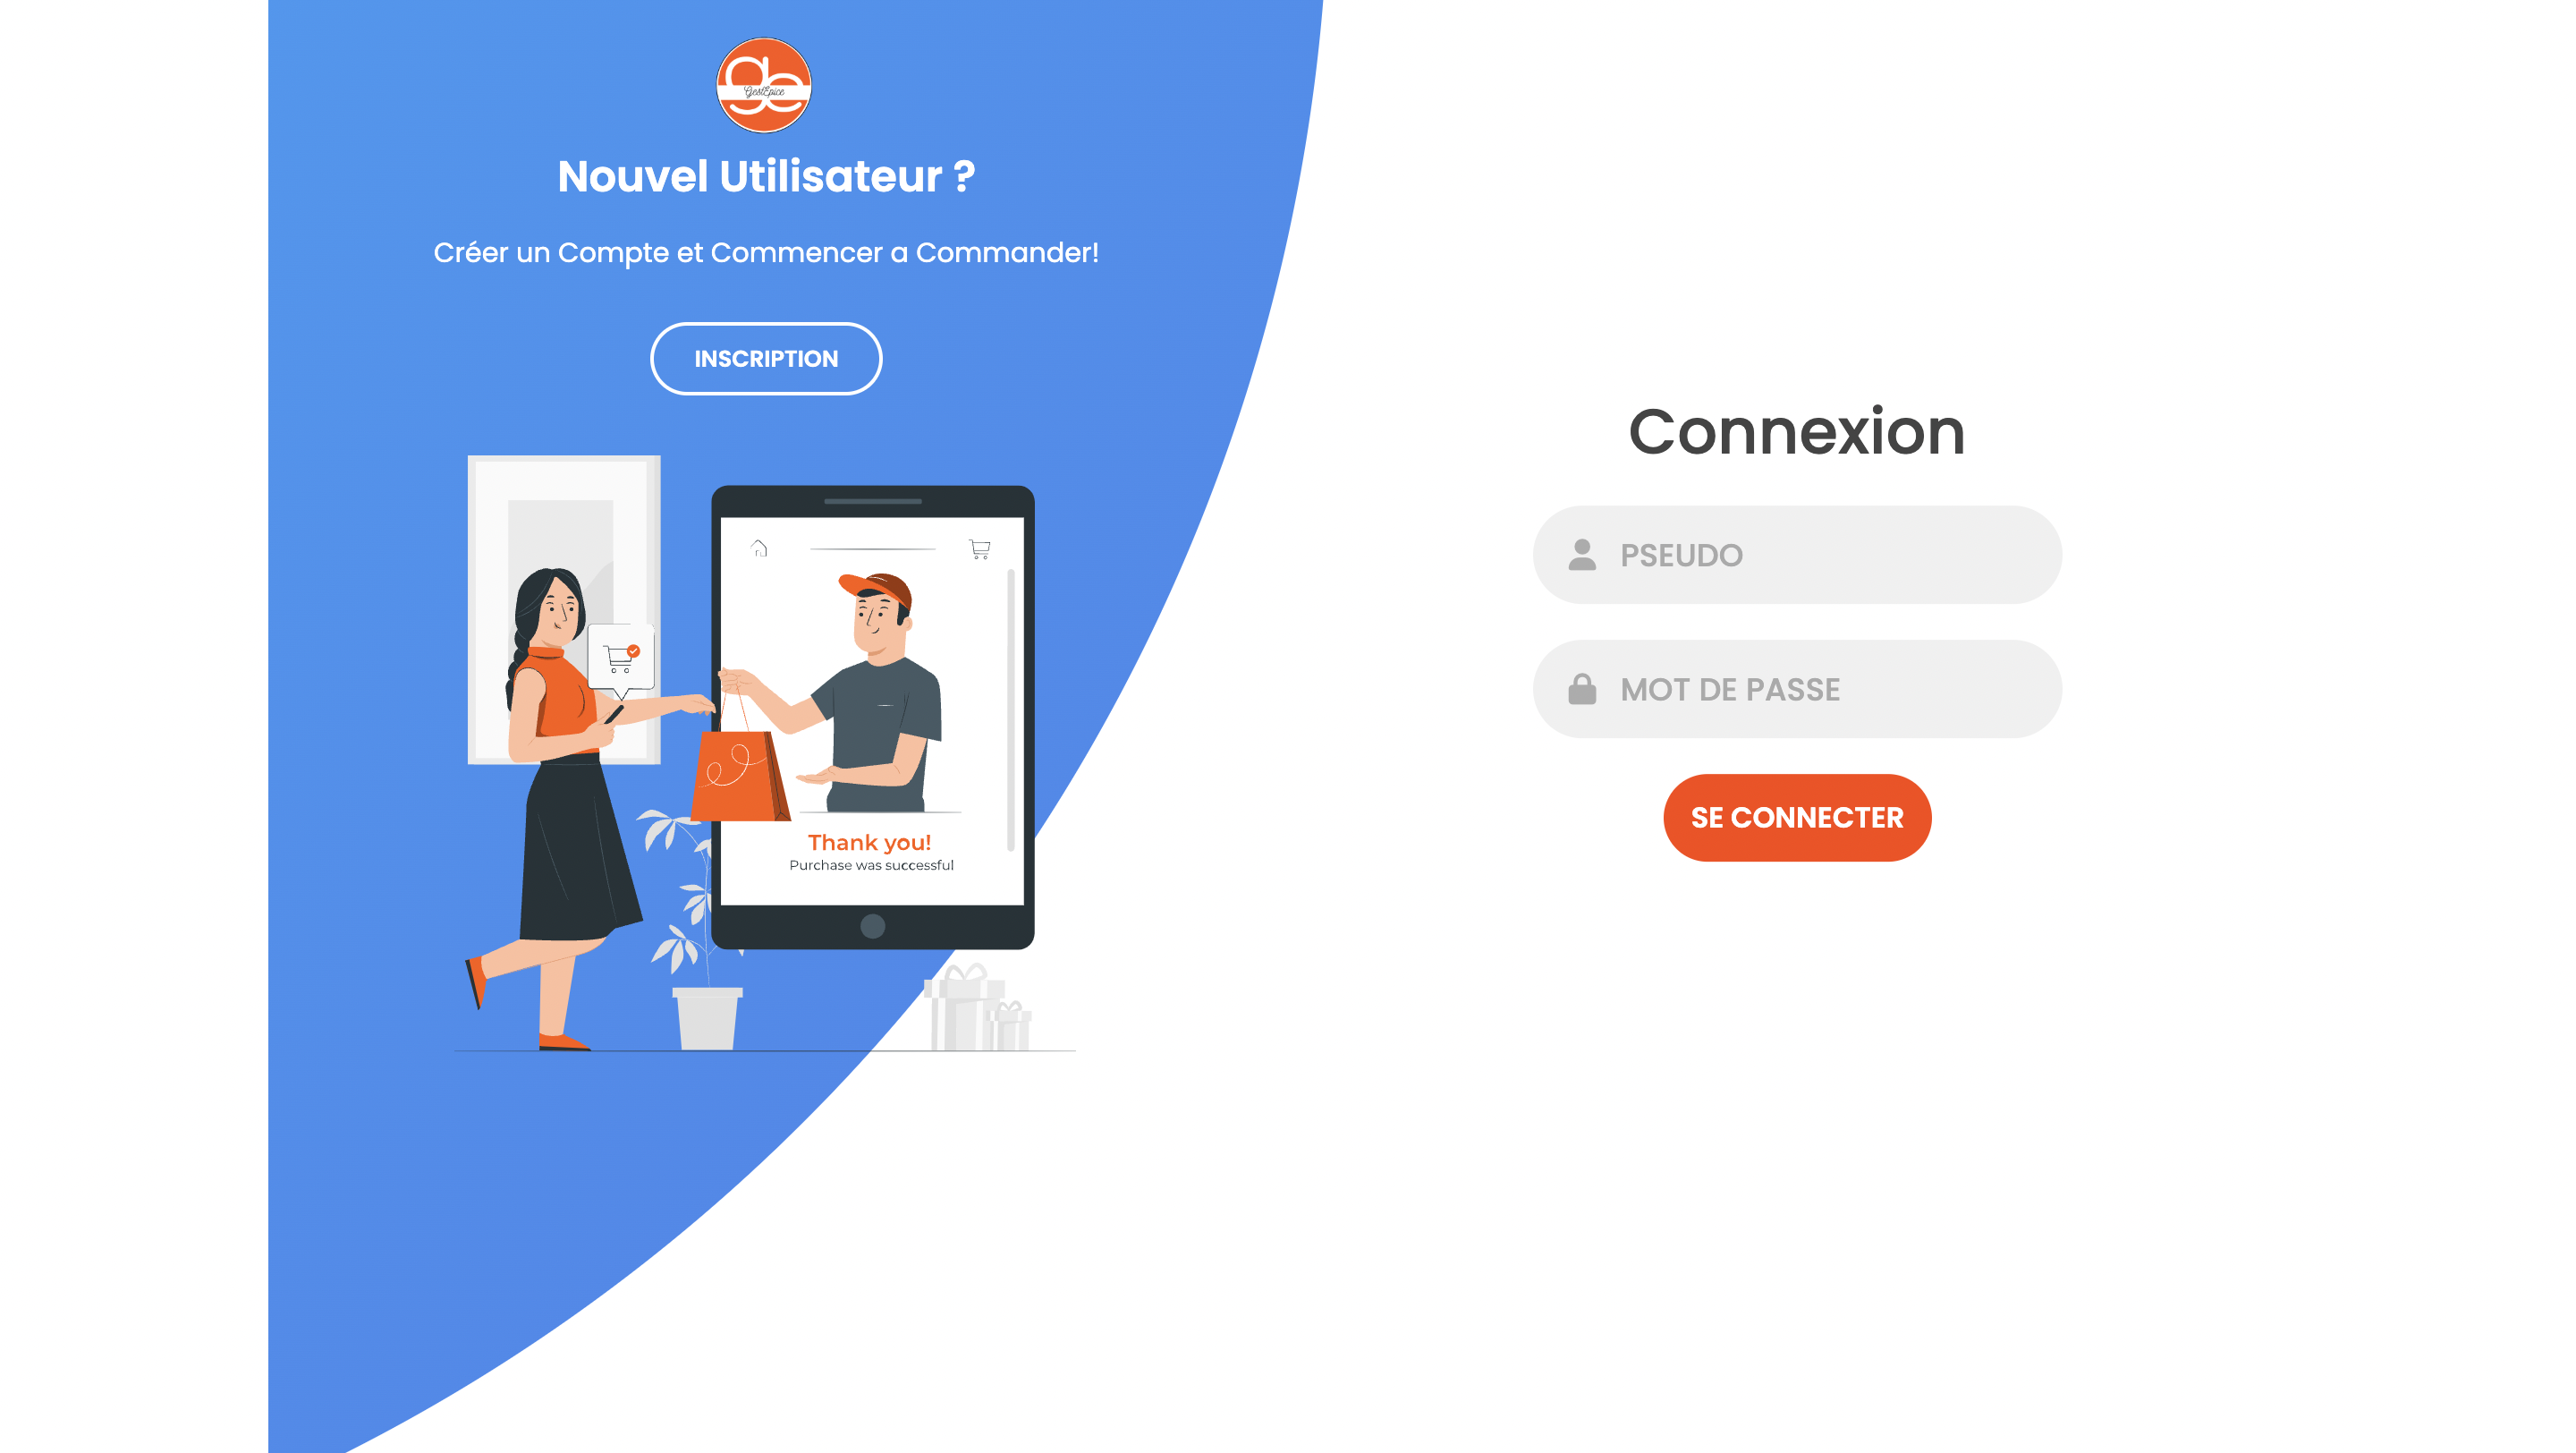 GestEpice
Nouvel Utilisateur ?
Créer un Compte et Commencer a Commander!
INSCRIPTION
Thank you!
Purchase was successful
Connexion
PSEUDO
MOT DE PASSE
SE CONNECTER